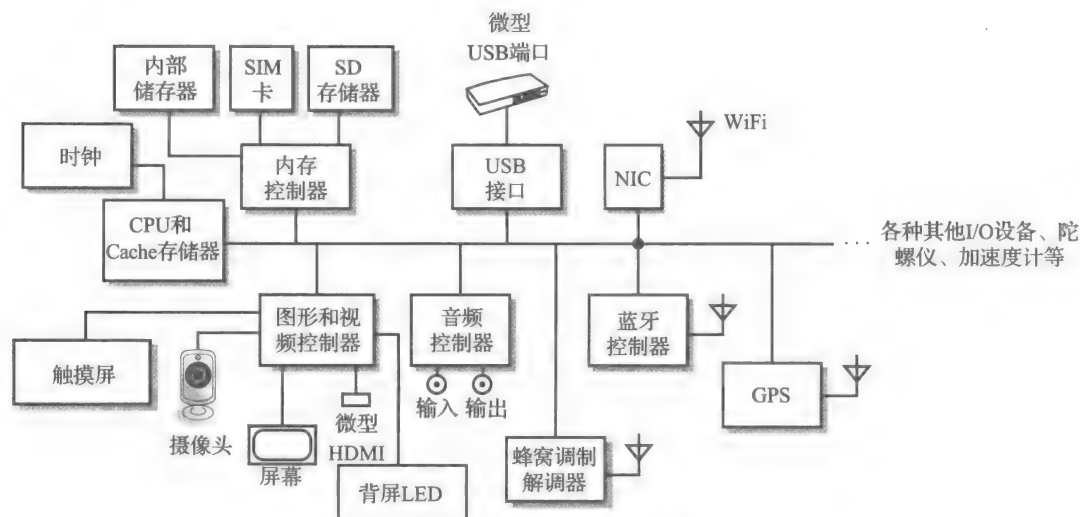 微型
USB端口
内部
储存器
SIM
卡
SD
存储器
WiFi
时钟
内存
控制器
USB
接口
NIC
CPU和
Cache存储器
··· 各种其他I/O设备、陀
螺仪、加速度计等
图形和视
频控制器
音频
控制器
蓝牙
控制器
触摸屏
GPS
输入 输出
摄像头
微型
HDMI
屏幕
背屏LED
蜂窝调制
解调器